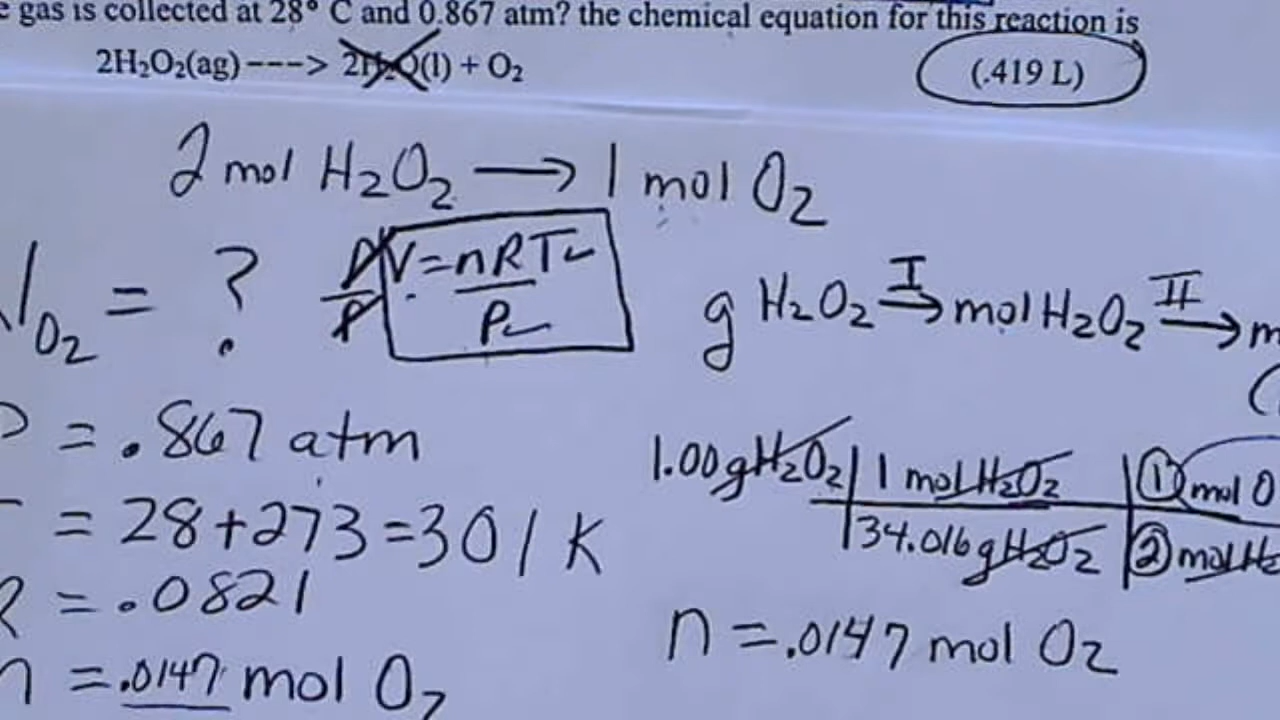 e gas is collected at 28° C and 0.867 atm? the chemical equation for this reaction is
2H₂O₂(ag) ---> 2H₂O(l) + O₂
(.419 L)
2 mol H₂O₂ → 1 mol O₂
V O₂ = ?
PV = nRT
P P
g H₂O₂ I → mol H₂O₂ II → m
P = .867 atm
1.00 g H₂O₂ | 1 mol H₂O₂ | 1 mol O
34.016 g H₂O₂ | 2 mol H₂
= 28+273=301 K
R = .0821
n = .0147 mol O₂
n = .0147 mol O₂